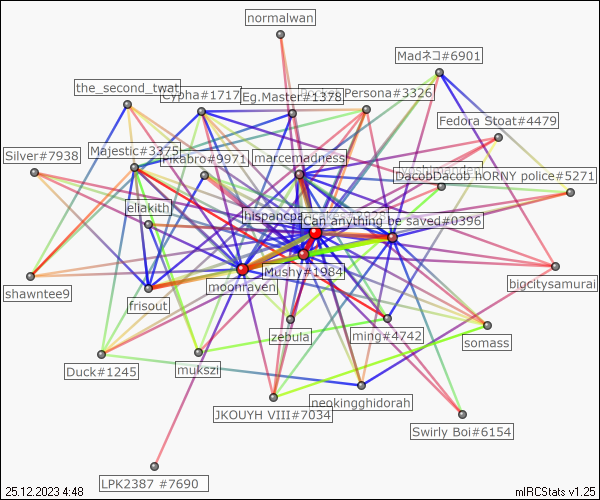 normalwan
Madネコ#6901
the_second_twat
Cypha#1717
Eg.Master#1378
Persona#3326
Fedora Stoat#4479
Silver#7938
Majestic#3375
Pikabro#9971
marcemadness
DacobDacob hORNY police#5271
eliakith
hispancpa
Can anything be saved#0396
Mushy#1984
moonraven
shawntee9
frisout
bigcitysamurai
zebula
ming#4742
somass
Duck#1245
mukszi
neokingghidorah
JKOUYH VIII#7034
Swirly Boi#6154
LPK2387 #7690
25.12.2023 4:48
mIRCStats v1.25